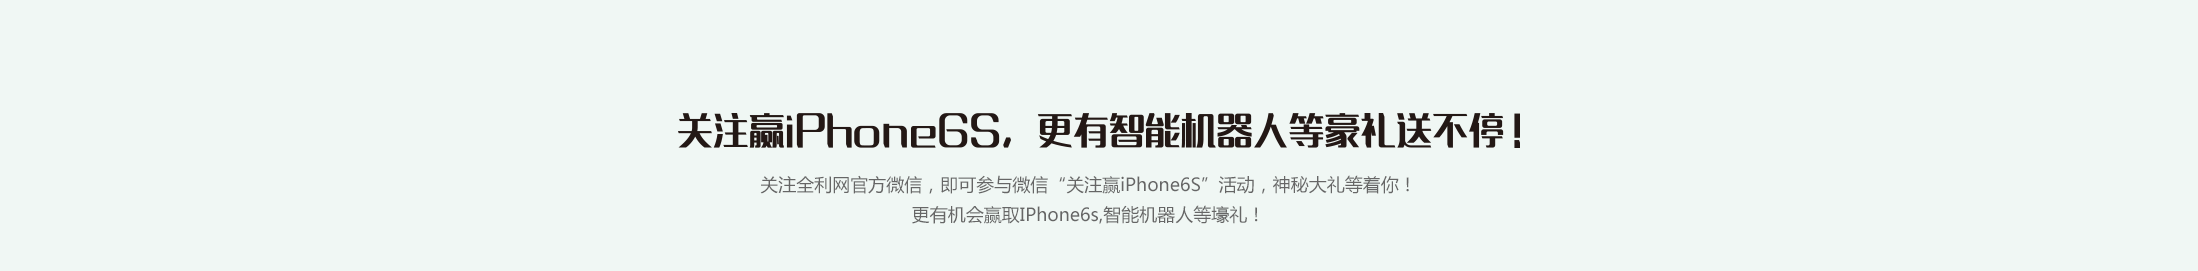 关注赢iPhone6S，更有智能机器人等豪礼送不停！
关注全利网官方微信，即可参与微信“关注赢iPhone6S”活动，神秘大礼等着你！
更有机会赢取IPhone6s,智能机器人等壕礼！